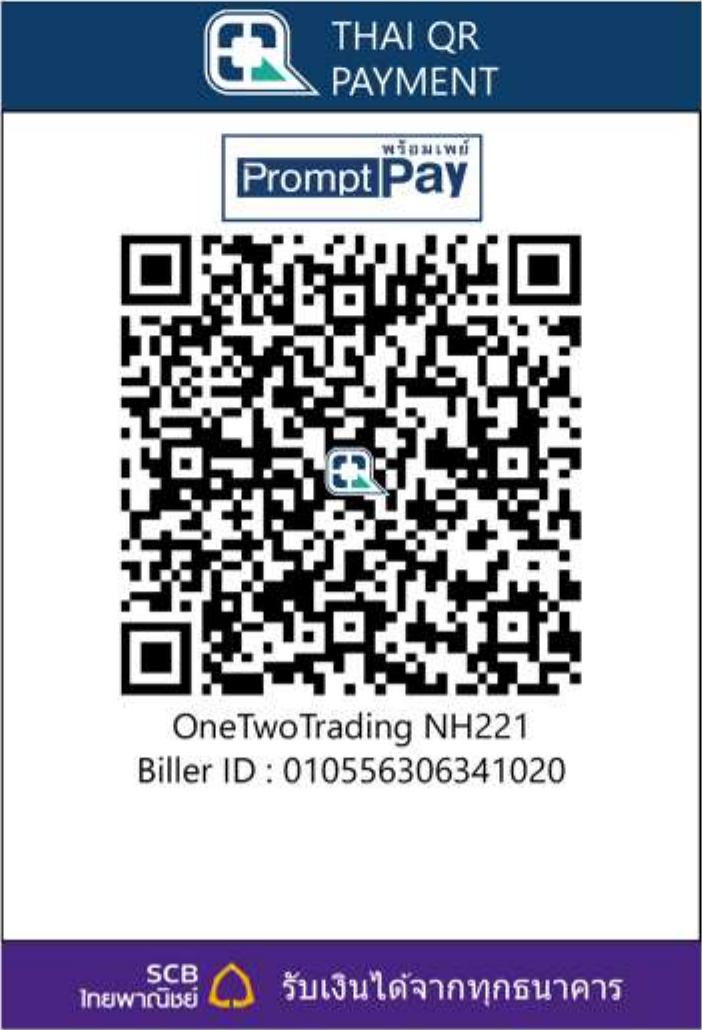 THAI QR
PAYMENT
พร้อมเพย์
Prompt Pay
OneTwoTrading NH221
Biller ID : 010556306341020
SCB
ไทยพาณิชย์
รับเงินได้จากทุกธนาคาร